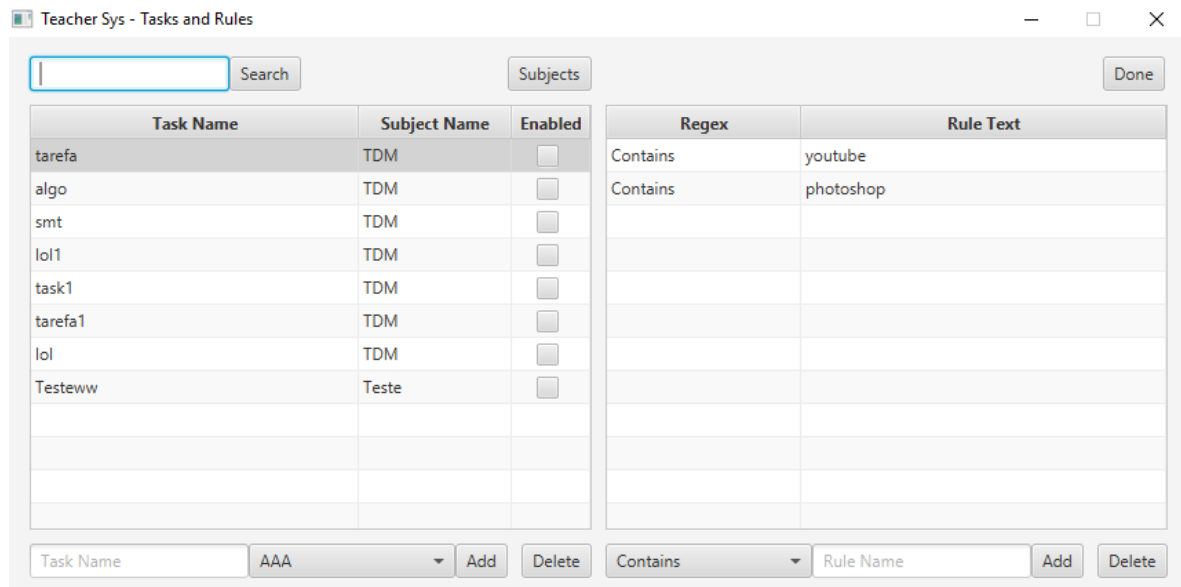 Teacher Sys - Tasks and Rules
Search Subjects Done
Task Name Subject Name Enabled Regex Rule Text
tarefa TDM Contains youtube
algo TDM Contains photoshop
smt TDM
lol1 TDM
task1 TDM
tarefa1 TDM
lol TDM
Testeww Teste
Task Name AAA Add Delete Contains Rule Name Add Delete